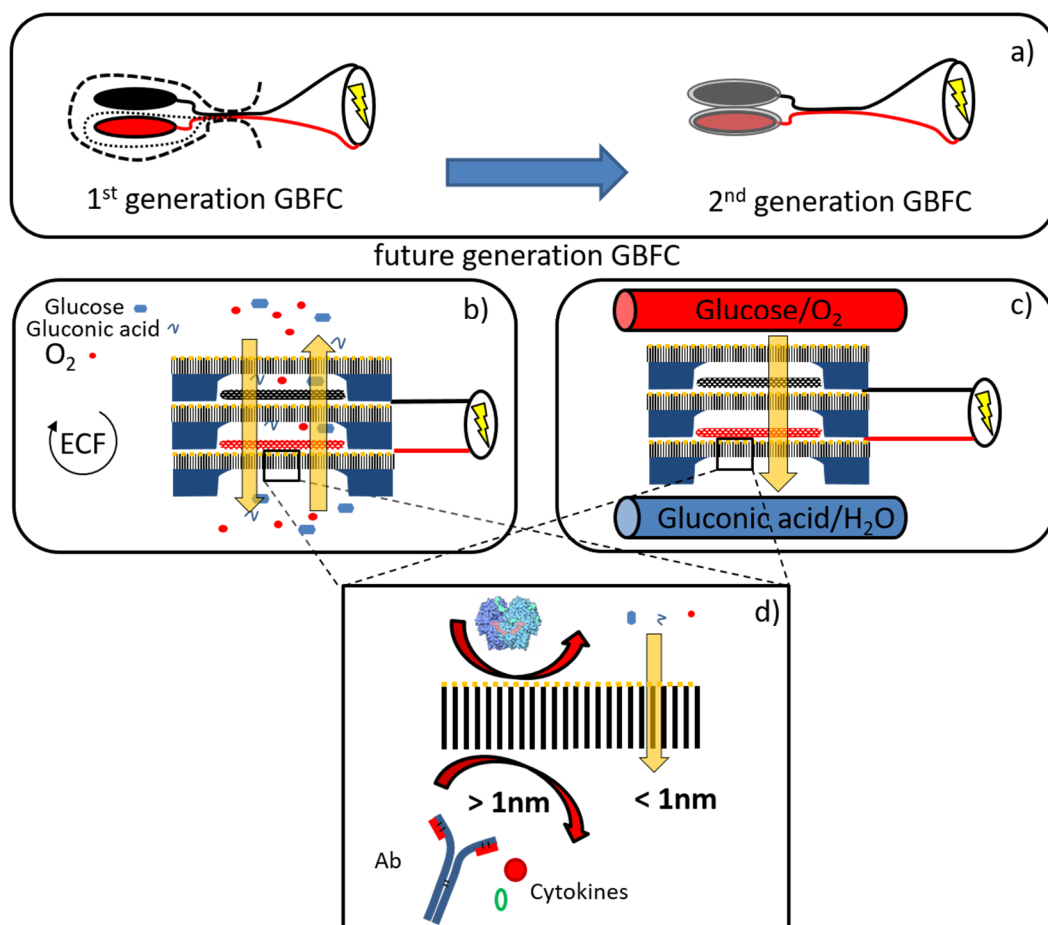 a)
1st generation GBFC
2nd generation GBFC
future generation GBFC
b)
Glucose
Gluconic acid
O2
ECF
c)
Glucose/O2
Gluconic acid/H2O
d)
> 1nm
< 1nm
Ab
Cytokines